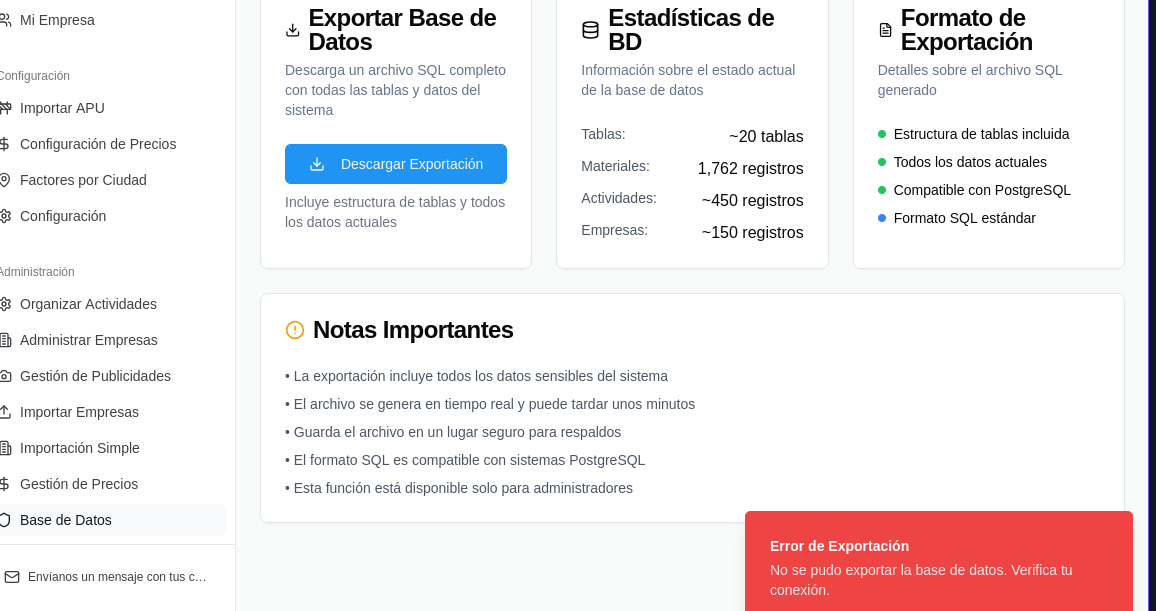 Mi Empresa
Configuración
Importar APU
Configuración de Precios
Factores por Ciudad
Configuración
Administración
Organizar Actividades
Administrar Empresas
Gestión de Publicidades
Importar Empresas
Importación Simple
Gestión de Precios
Base de Datos
Envíanos un mensaje con tus c...
Exportar Base de
Datos
Descarga un archivo SQL completo
con todas las tablas y datos del
sistema
Descargar Exportación
Incluye estructura de tablas y todos
los datos actuales
Estadísticas de
BD
Información sobre el estado actual
de la base de datos
Tablas: ~20 tablas
Materiales: 1,762 registros
Actividades: ~450 registros
Empresas: ~150 registros
Formato de
Exportación
Detalles sobre el archivo SQL
generado
Estructura de tablas incluida
Todos los datos actuales
Compatible con PostgreSQL
Formato SQL estándar
Notas Importantes
• La exportación incluye todos los datos sensibles del sistema
• El archivo se genera en tiempo real y puede tardar unos minutos
• Guarda el archivo en un lugar seguro para respaldos
• El formato SQL es compatible con sistemas PostgreSQL
• Esta función está disponible solo para administradores
Error de Exportación
No se pudo exportar la base de datos. Verifica tu
conexión.